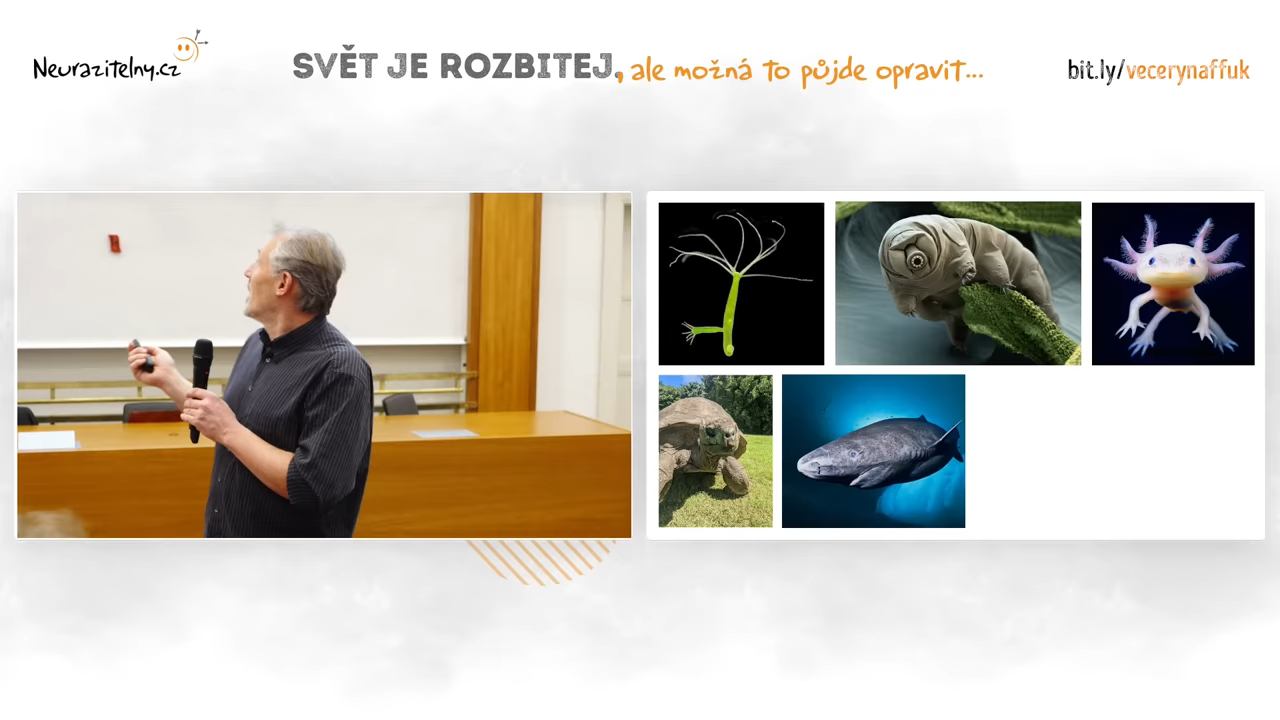 Neurazitelny.cz
SVĚT JE ROZBITEJ, ale možná to půjde opravit...
bit.ly/vecerynaffuk